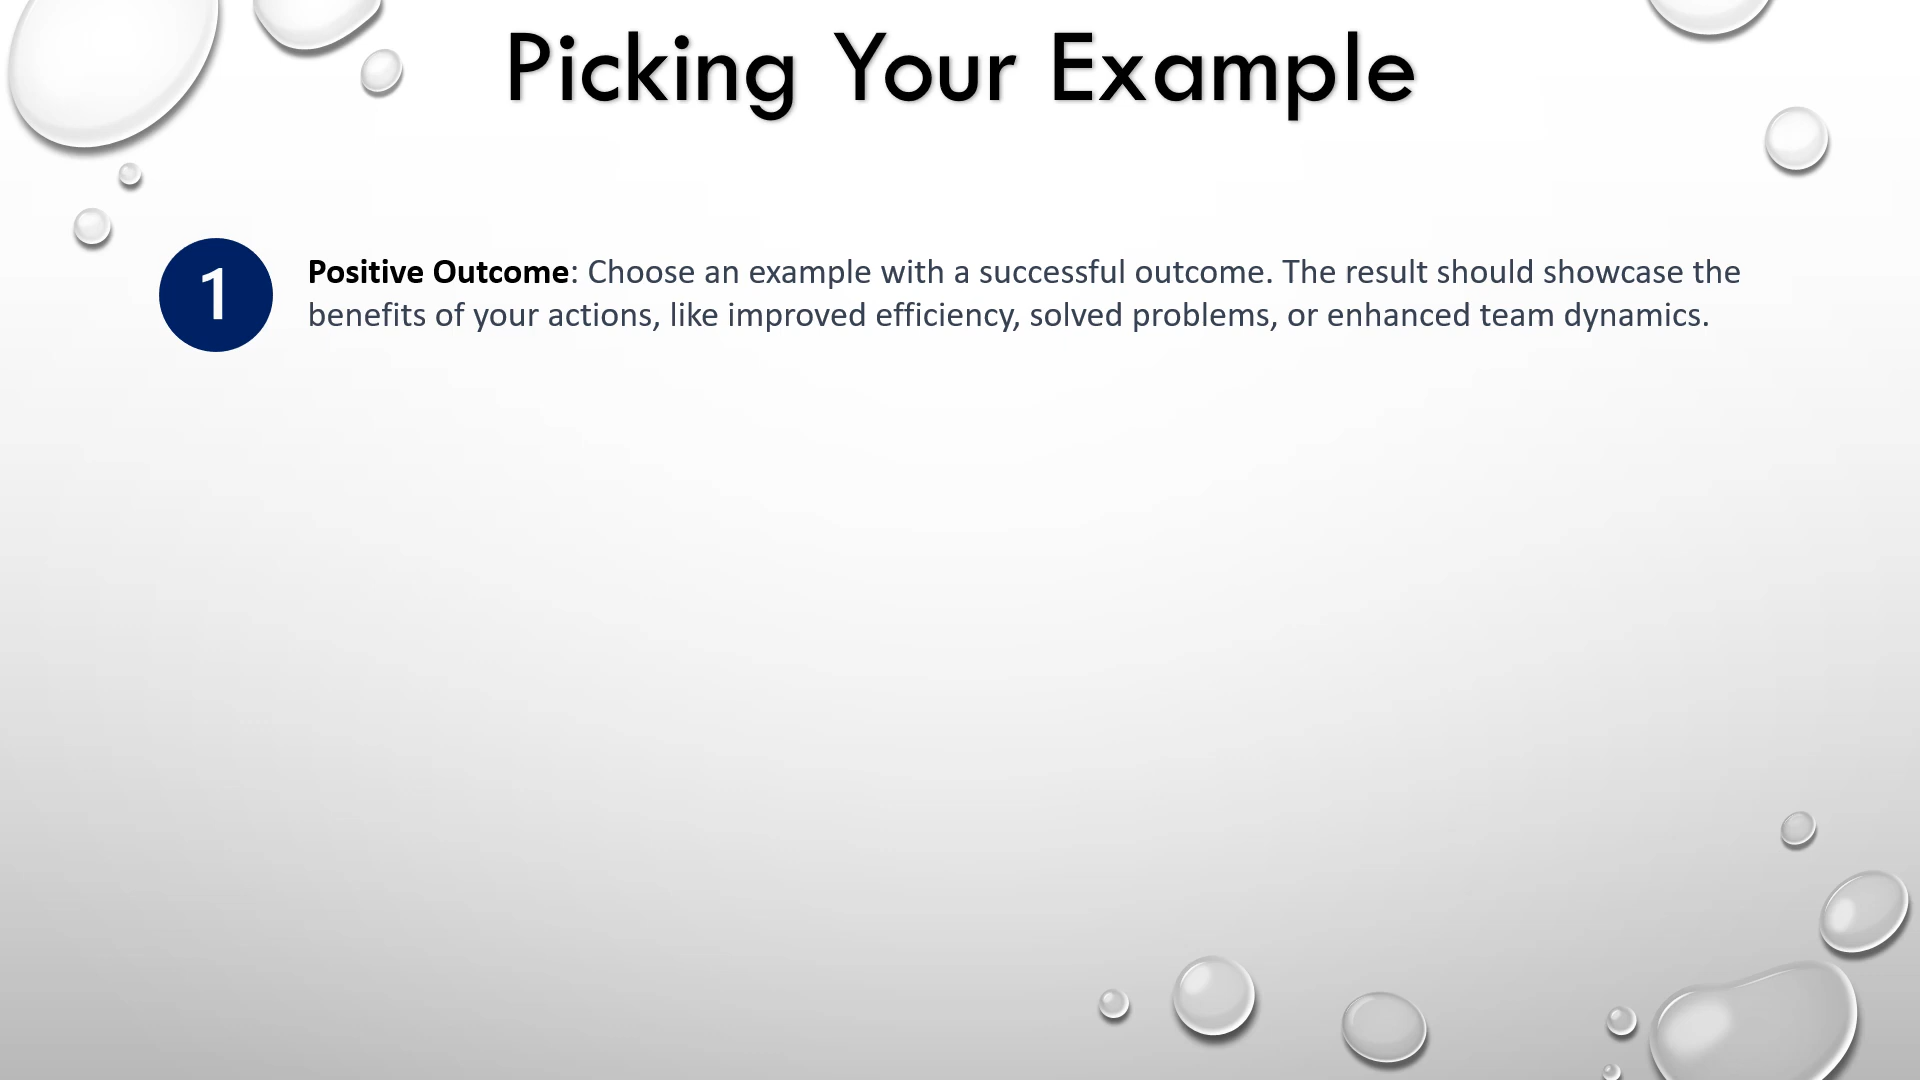 Picking Your Example
1
Positive Outcome: Choose an example with a successful outcome. The result should showcase the
benefits of your actions, like improved efficiency, solved problems, or enhanced team dynamics.